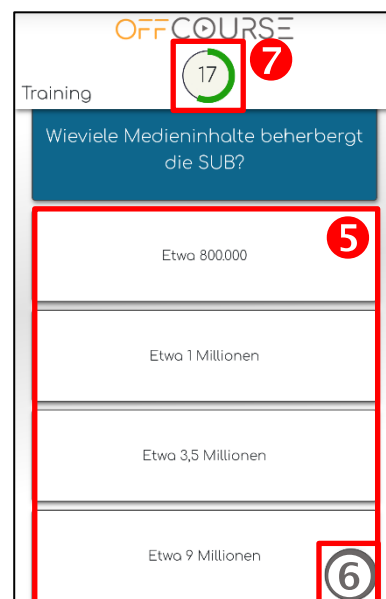 OFFCOURSE
17
7
Training
Wieviele Medieninhalte beherbergt
die SUB?
5
Etwa 800.000
Etwa 1 Millionen
Etwa 3,5 Millionen
Etwa 9 Millionen
6